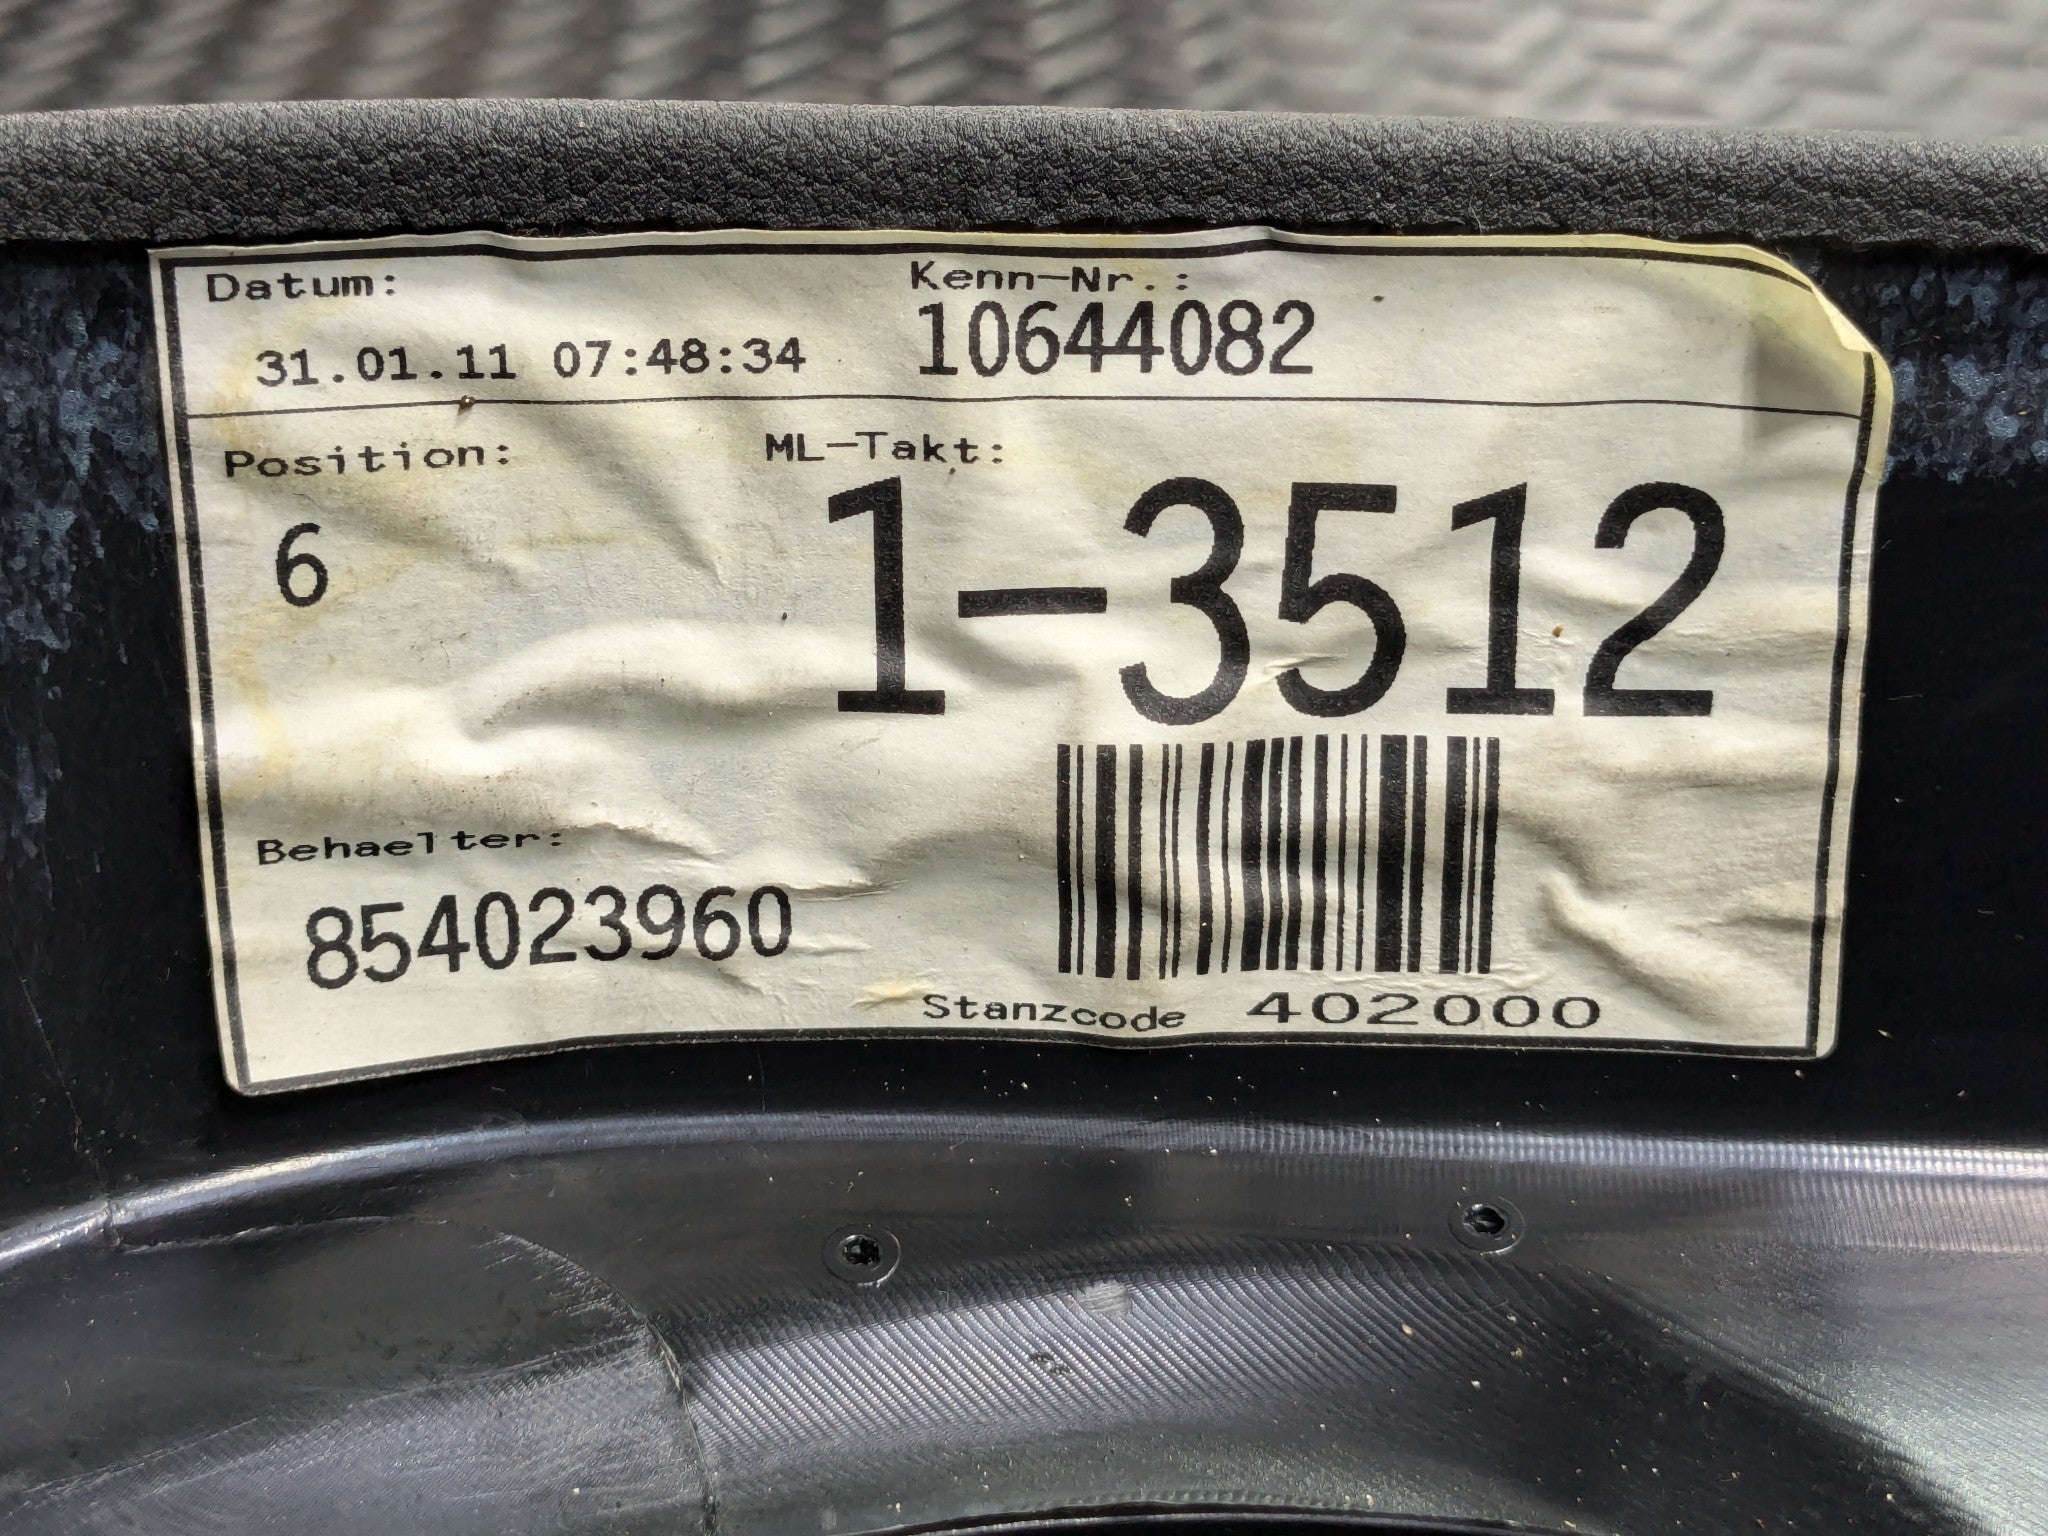 Datum: Kenn-Nr.:
31.01.11 07:48:34 10644082
Position: ML-Takt:
6 1-3512
Behaelter:
854023960
Stanzcode 402000